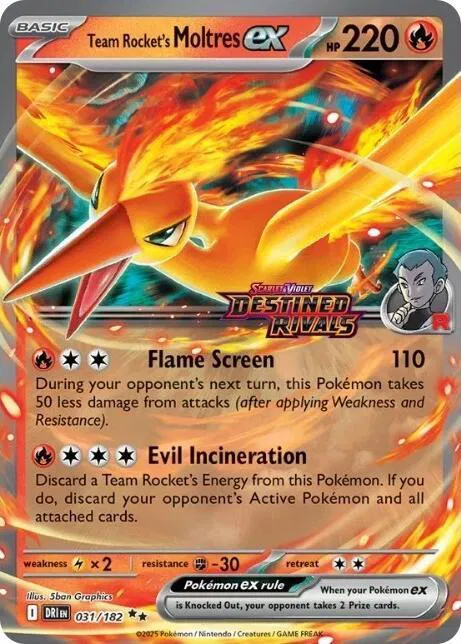 BASIC
Team Rocket's Moltres ex HP 220
SCARLET & VIOLET
DESTINED
RIVALS
R
Flame Screen 110
During your opponent's next turn, this Pokémon takes
50 less damage from attacks (after applying Weakness and
Resistance).
Evil Incineration
Discard a Team Rocket's Energy from this Pokémon. If you
do, discard your opponent's Active Pokémon and all
attached cards.
weakness ×2 resistance -30 retreat
Illus. 5ban Graphics
Pokémon ex rule When your Pokémon ex
is Knocked Out, your opponent takes 2 Prize cards.
I DRI EN 031/182 ★★
©2025 Pokémon / Nintendo / Creatures / GAME FREAK